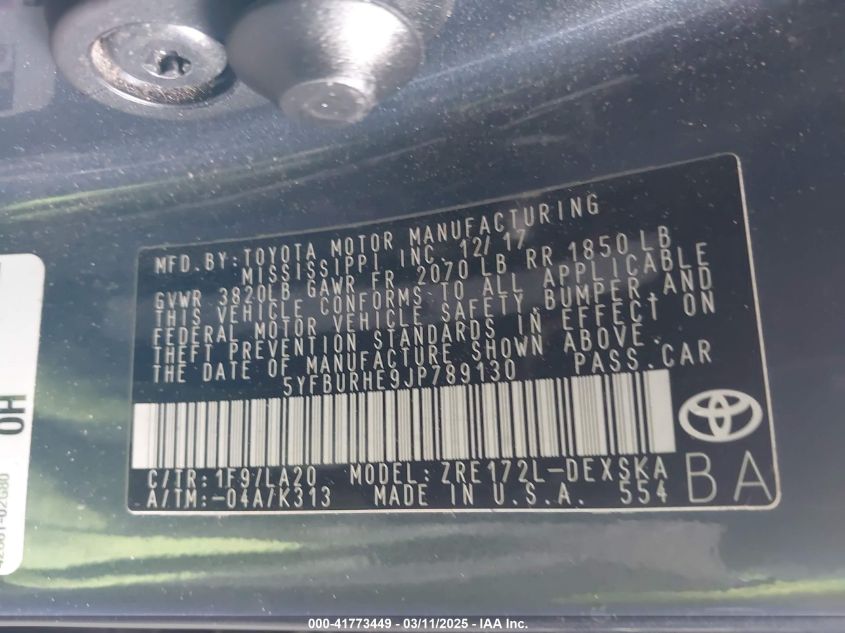 MFD. BY: TOYOTA MOTOR MANUFACTURING
MISSISSIPPI INC. 12/17
GVWR 3820LB GAWR FR 2070 LB RR 1850 LB
THIS VEHICLE CONFORMS TO ALL APPLICABLE
FEDERAL MOTOR VEHICLE SAFETY, BUMPER, AND
THEFT PREVENTION STANDARDS IN EFFECT ON
THE DATE OF MANUFACTURE SHOWN ABOVE.
5YFBURHE9JP789130 PASS. CAR
C/TR: 1F9/LA20 MODEL: ZRE172L-DEXSKA
A/TM: -04A/K313 MADE IN U.S.A. 554
BA
OH
000-41773449 - 03/11/2025 - IAA Inc.